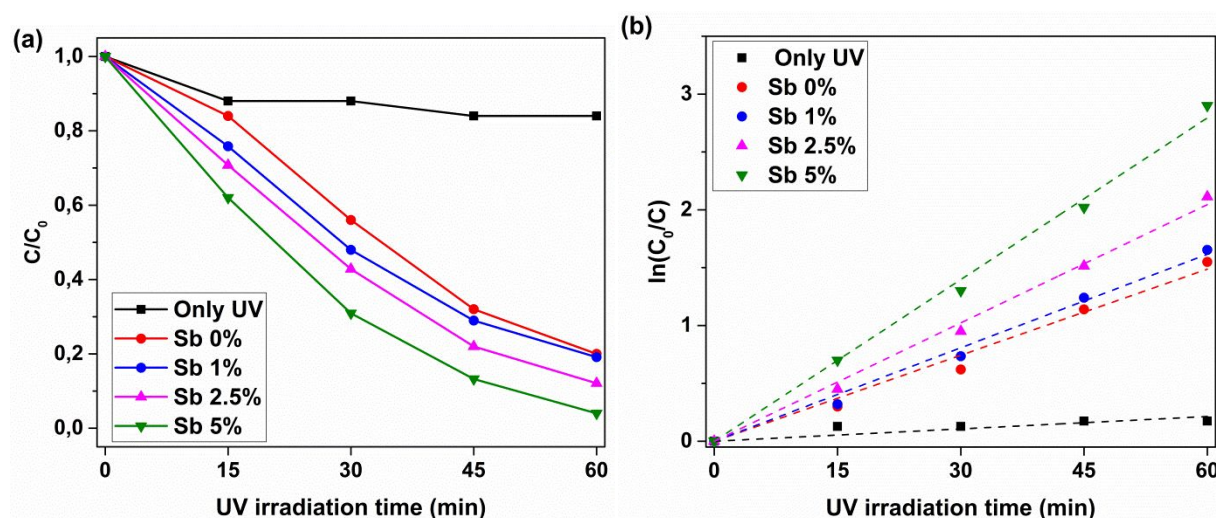 (a)
1,0
0,8
0,6
0,4
0,2
0,0
C/C₀
Only UV
Sb 0%
Sb 1%
Sb 2.5%
Sb 5%
0 15 30 45 60
UV irradiation time (min)
(b)
3
2
1
0
ln(C₀/C)
Only UV
Sb 0%
Sb 1%
Sb 2.5%
Sb 5%
0 15 30 45 60
UV irradiation time (min)